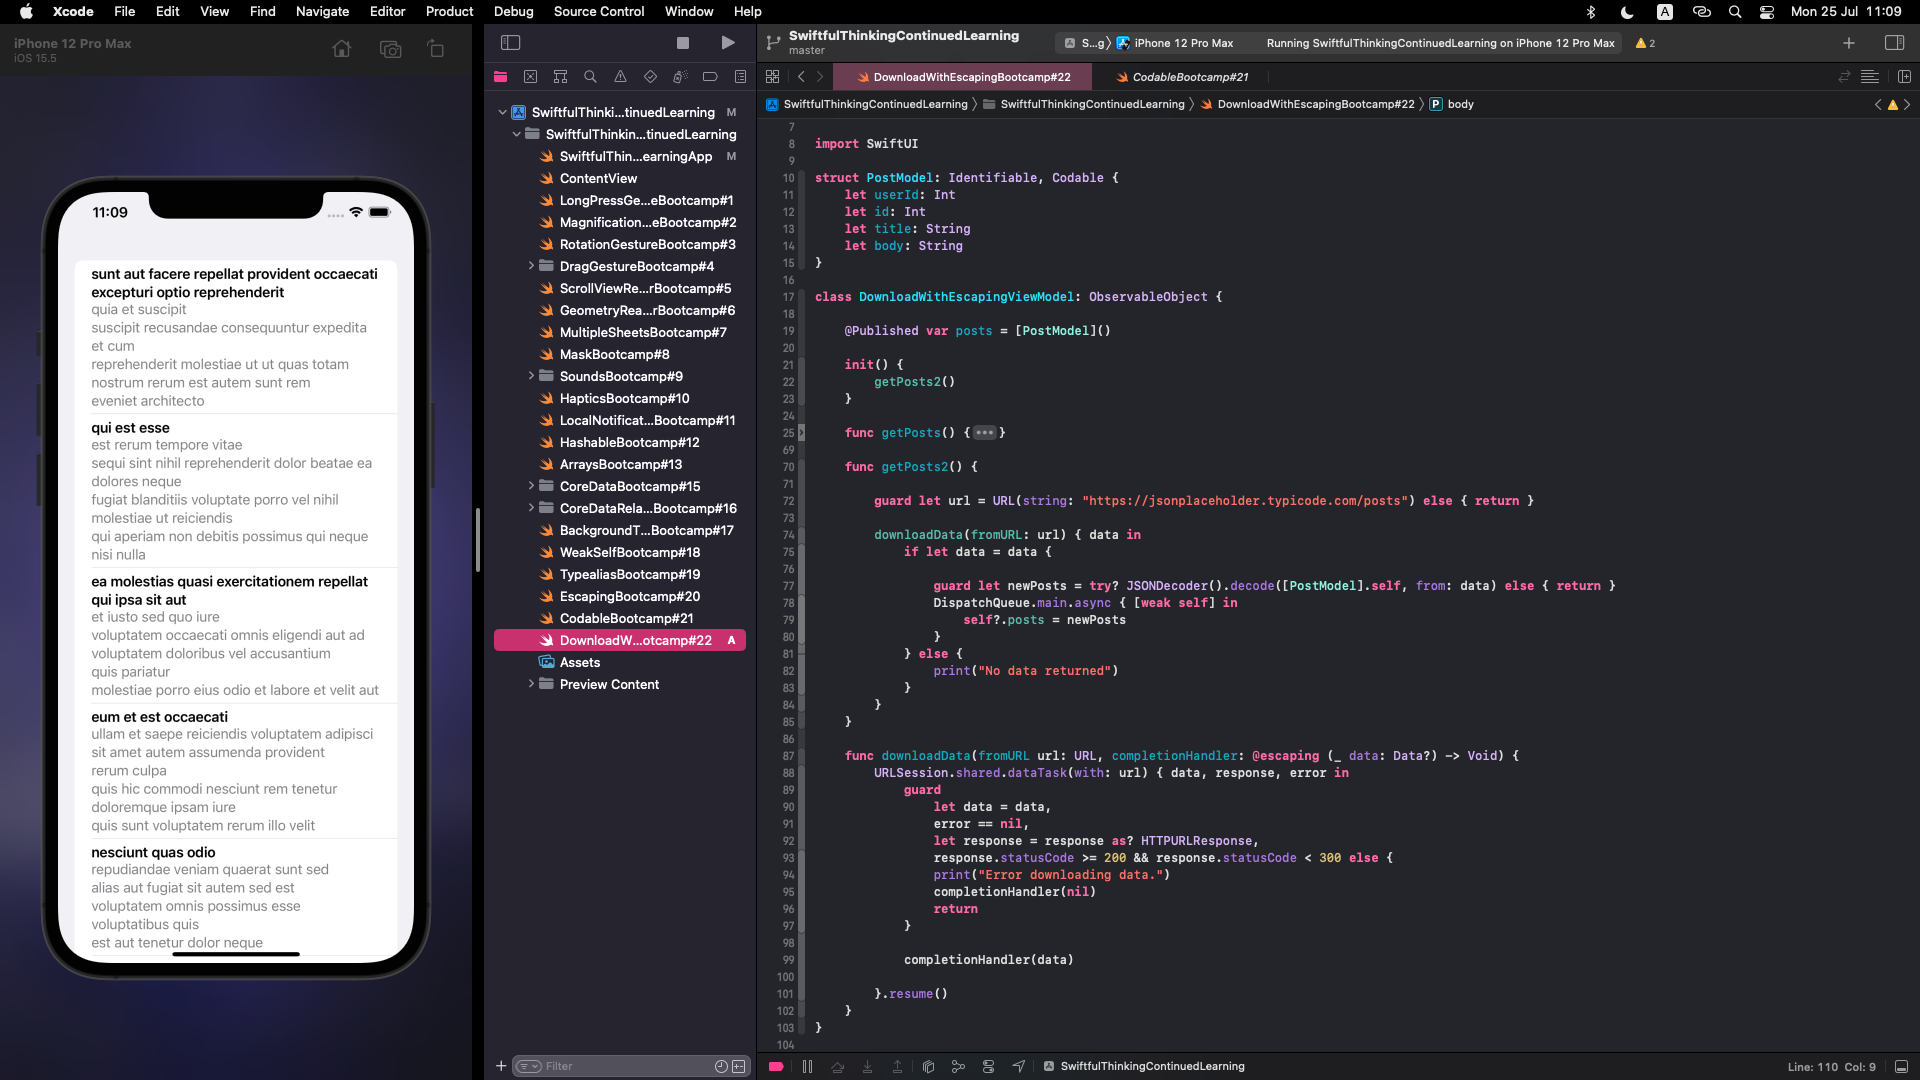 Xcode File Edit View Find Navigate Editor Product Debug Source Control Window Help
A Mon 25 Jul 11:09
iPhone 12 Pro Max
iOS 15.5
11:09
sunt aut facere repellat provident occaecati
excepturi optio reprehenderit
quia et suscipit
suscipit recusandae consequuntur expedita
et cum
reprehenderit molestiae ut ut quas totam
nostrum rerum est autem sunt rem
eveniet architecto
qui est esse
est rerum tempore vitae
sequi sint nihil reprehenderit dolor beatae ea
dolores neque
fugiat blanditiis voluptate porro vel nihil
molestiae ut reiciendis
qui aperiam non debitis possimus qui neque
nisi nulla
ea molestias quasi exercitationem repellat
qui ipsa sit aut
et iusto sed quo iure
voluptatem occaecati omnis eligendi aut ad
voluptatem doloribus vel accusantium
quis pariatur
molestiae porro eius odio et labore et velit aut
eum et est occaecati
ullam et saepe reiciendis voluptatem adipisci
sit amet autem assumenda provident
rerum culpa
quis hic commodi nesciunt rem tenetur
doloremque ipsam iure
quis sunt voluptatem rerum illo velit
nesciunt quas odio
repudiandae veniam quaerat sunt sed
alias aut fugiat sit autem sed est
voluptatem omnis possimus esse
voluptatibus quis
est aut tenetur dolor neque
SwiftfulThinki...tinuedLearning M
SwiftfulThinkin...tinuedLearning
SwiftfulThin...earningApp M
ContentView
LongPressGe...eBootcamp#1
Magnification...eBootcamp#2
RotationGestureBootcamp#3
DragGestureBootcamp#4
ScrollViewRe...rBootcamp#5
GeometryRea...rBootcamp#6
MultipleSheetsBootcamp#7
MaskBootcamp#8
SoundsBootcamp#9
HapticsBootcamp#10
LocalNotificat...Bootcamp#11
HashableBootcamp#12
ArraysBootcamp#13
CoreDataBootcamp#15
CoreDataRela...Bootcamp#16
BackgroundT...Bootcamp#17
WeakSelfBootcamp#18
TypealiasBootcamp#19
EscapingBootcamp#20
CodableBootcamp#21
DownloadW...otcamp#22 A
Assets
Preview Content
Filter
SwiftfulThinkingContinuedLearning
master
S...g iPhone 12 Pro Max Running SwiftfulThinkingContinuedLearning on iPhone 12 Pro Max 2
DownloadWithEscapingBootcamp#22 CodableBootcamp#21
SwiftfulThinkingContinuedLearning SwiftfulThinkingContinuedLearning DownloadWithEscapingBootcamp#22 P body
7
8 import SwiftUI
9
10 struct PostModel: Identifiable, Codable {
11 let userId: Int
12 let id: Int
13 let title: String
14 let body: String
15 }
16
17 class DownloadWithEscapingViewModel: ObservableObject {
18
19 @Published var posts = [PostModel]()
20
21 init() {
22 getPosts2()
23 }
24
25 func getPosts() {•••}
69
70 func getPosts2() {
71
72 guard let url = URL(string: "https://jsonplaceholder.typicode.com/posts") else { return }
73
74 downloadData(fromURL: url) { data in
75 if let data = data {
76
77 guard let newPosts = try? JSONDecoder().decode([PostModel].self, from: data) else { return }
78 DispatchQueue.main.async { [weak self] in
79 self?.posts = newPosts
80 }
81 } else {
82 print("No data returned")
83 }
84 }
85 }
86
87 func downloadData(fromURL url: URL, completionHandler: @escaping (_ data: Data?) -> Void) {
88 URLSession.shared.dataTask(with: url) { data, response, error in
89 guard
90 let data = data,
91 error == nil,
92 let response = response as? HTTPURLResponse,
93 response.statusCode >= 200 && response.statusCode < 300 else {
94 print("Error downloading data.")
95 completionHandler(nil)
96 return
97 }
98
99 completionHandler(data)
100
101 }.resume()
102 }
103 }
104
SwiftfulThinkingContinuedLearning Line: 110 Col: 9